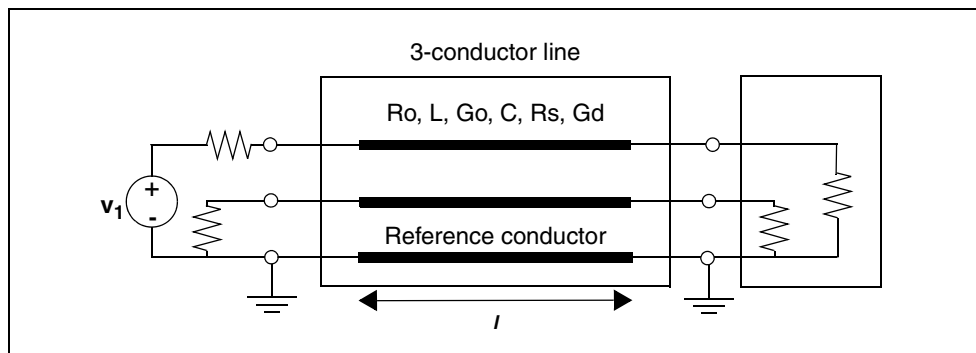 3-conductor line
Ro, L, Go, C, Rs, Gd
+
v1
-
Reference conductor
l